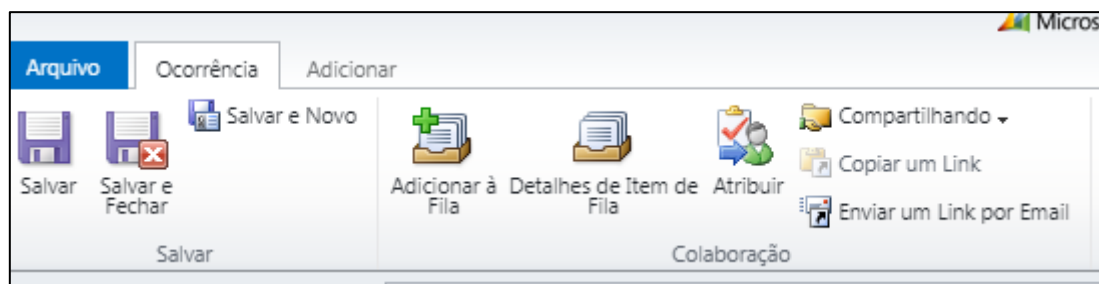 Micros
Arquivo Ocorrência Adicionar
Salvar
Salvar e
Fechar
Salvar e Novo
Adicionar à
Fila
Detalhes de Item de
Fila
Atribuir
Compartilhando
Copiar um Link
Enviar um Link por Email
Salvar
Colaboração